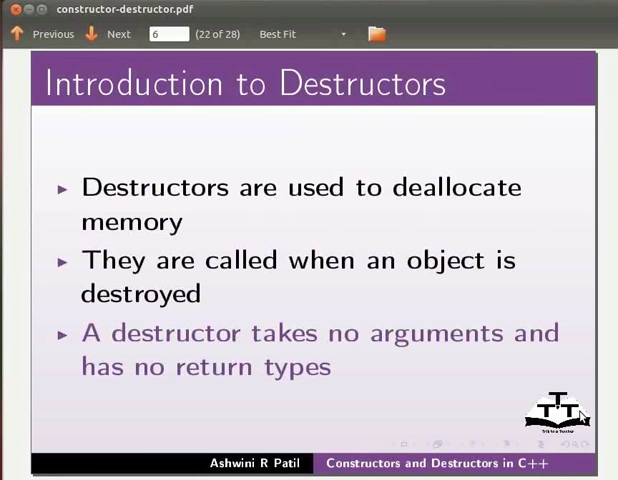 constructor-destructor.pdf
Previous Next 6 (22 of 28) Best Fit
Introduction to Destructors
Destructors are used to deallocate
memory
They are called when an object is
destroyed
A destructor takes no arguments and
has no return types
TTT
Ashwini R Patil Constructors and Destructors in C++